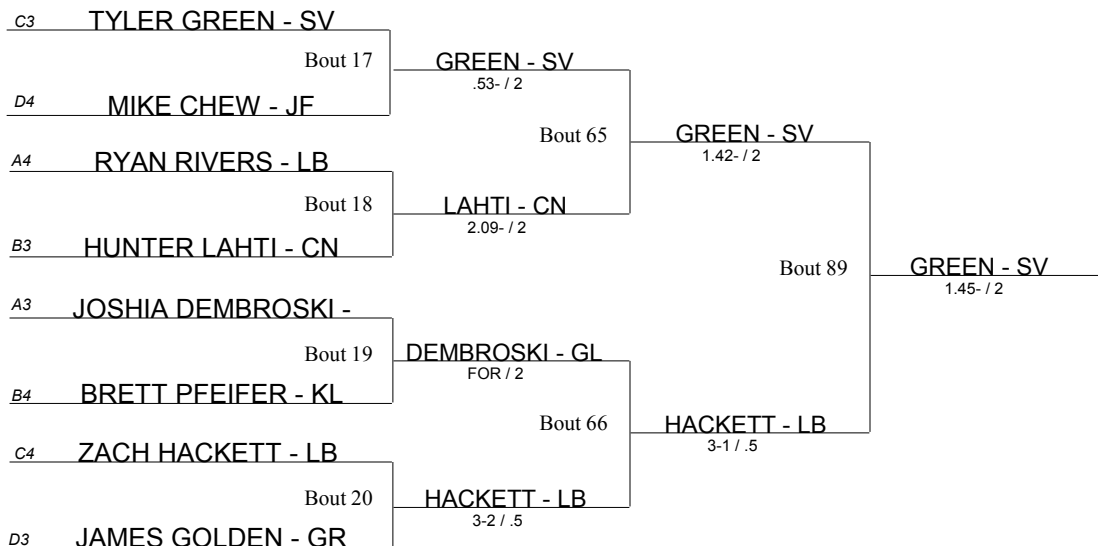 C3 TYLER GREEN - SV
Bout 17
GREEN - SV
.53- / 2
D4 MIKE CHEW - JF
Bout 65
GREEN - SV
1.42- / 2
A4 RYAN RIVERS - LB
Bout 18
LAHTI - CN
2.09- / 2
B3 HUNTER LAHTI - CN
Bout 89
GREEN - SV
1.45- / 2
A3 JOSHIA DEMBROSKI -
Bout 19
DEMBROSKI - GL
FOR / 2
B4 BRETT PFEIFER - KL
Bout 66
HACKETT - LB
3-1 / .5
C4 ZACH HACKETT - LB
Bout 20
HACKETT - LB
3-2 / .5
D3 JAMES GOLDEN - GR